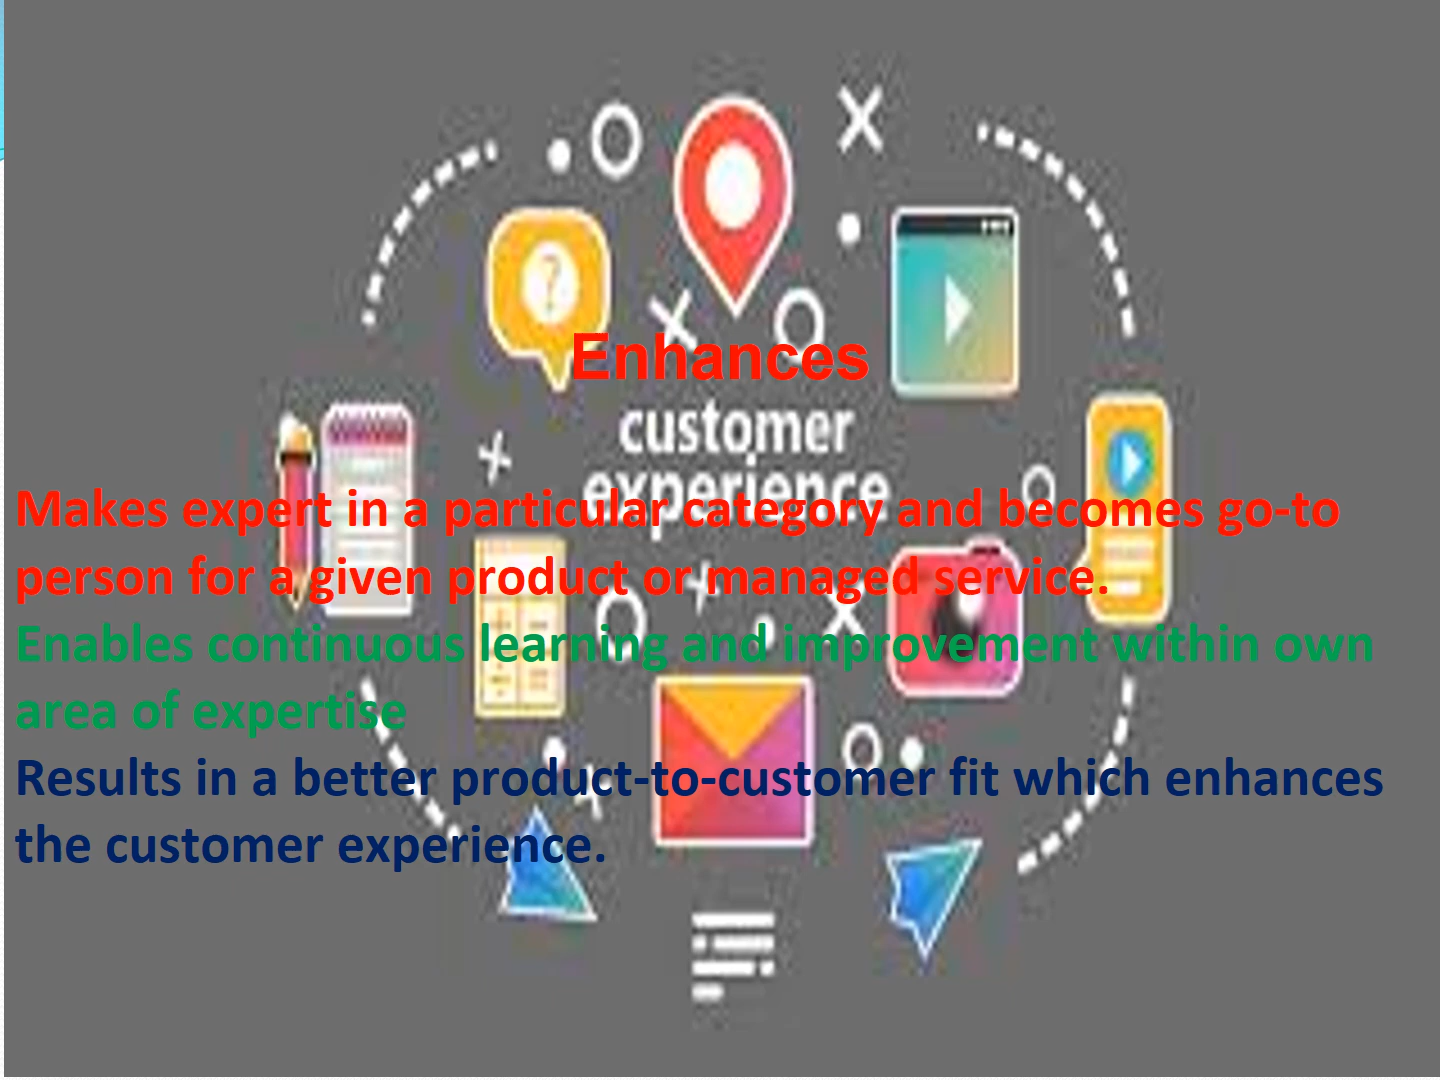 Enhances
customer
experience
Makes expert in a particular category and becomes go-to
person for a given product or managed service.
Enables continuous learning and improvement within own
area of expertise
Results in a better product-to-customer fit which enhances
the customer experience.